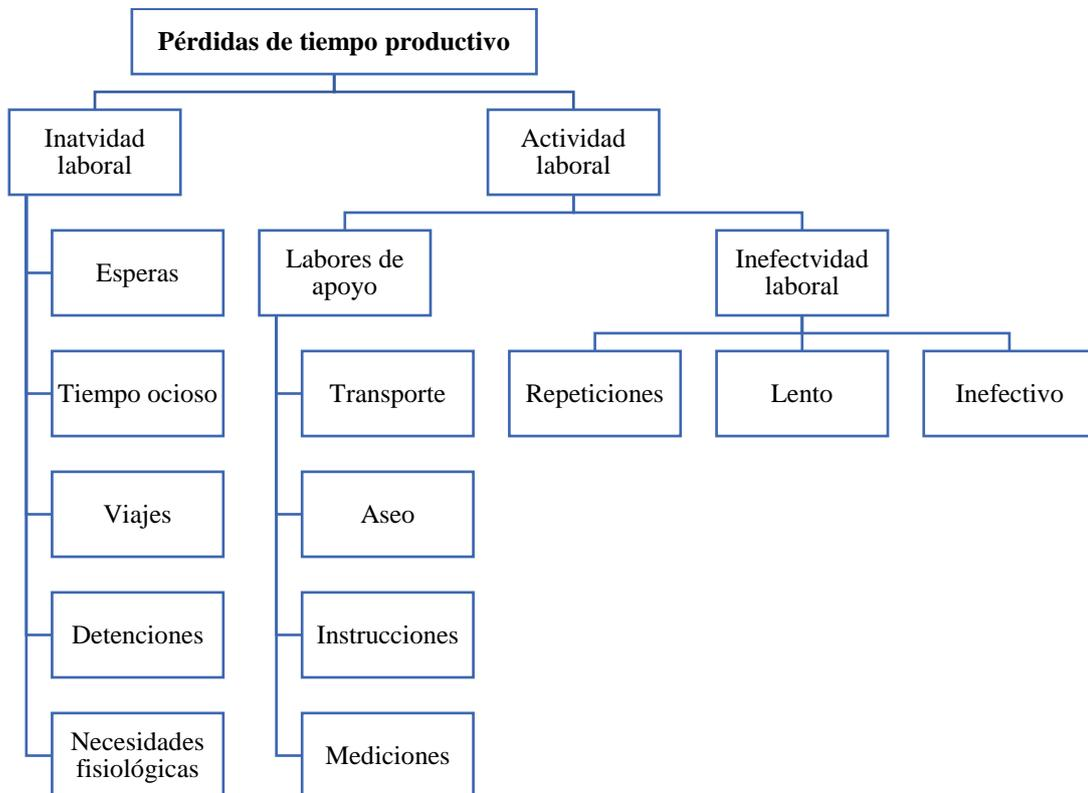 Pérdidas de tiempo productivo
Inatvidad
laboral
Actividad
laboral
Esperas
Tiempo ocioso
Viajes
Detenciones
Necesidades
fisiológicas
Labores de
apoyo
Transporte
Aseo
Instrucciones
Mediciones
Inefectvidad
laboral
Repeticiones
Lento
Inefectivo